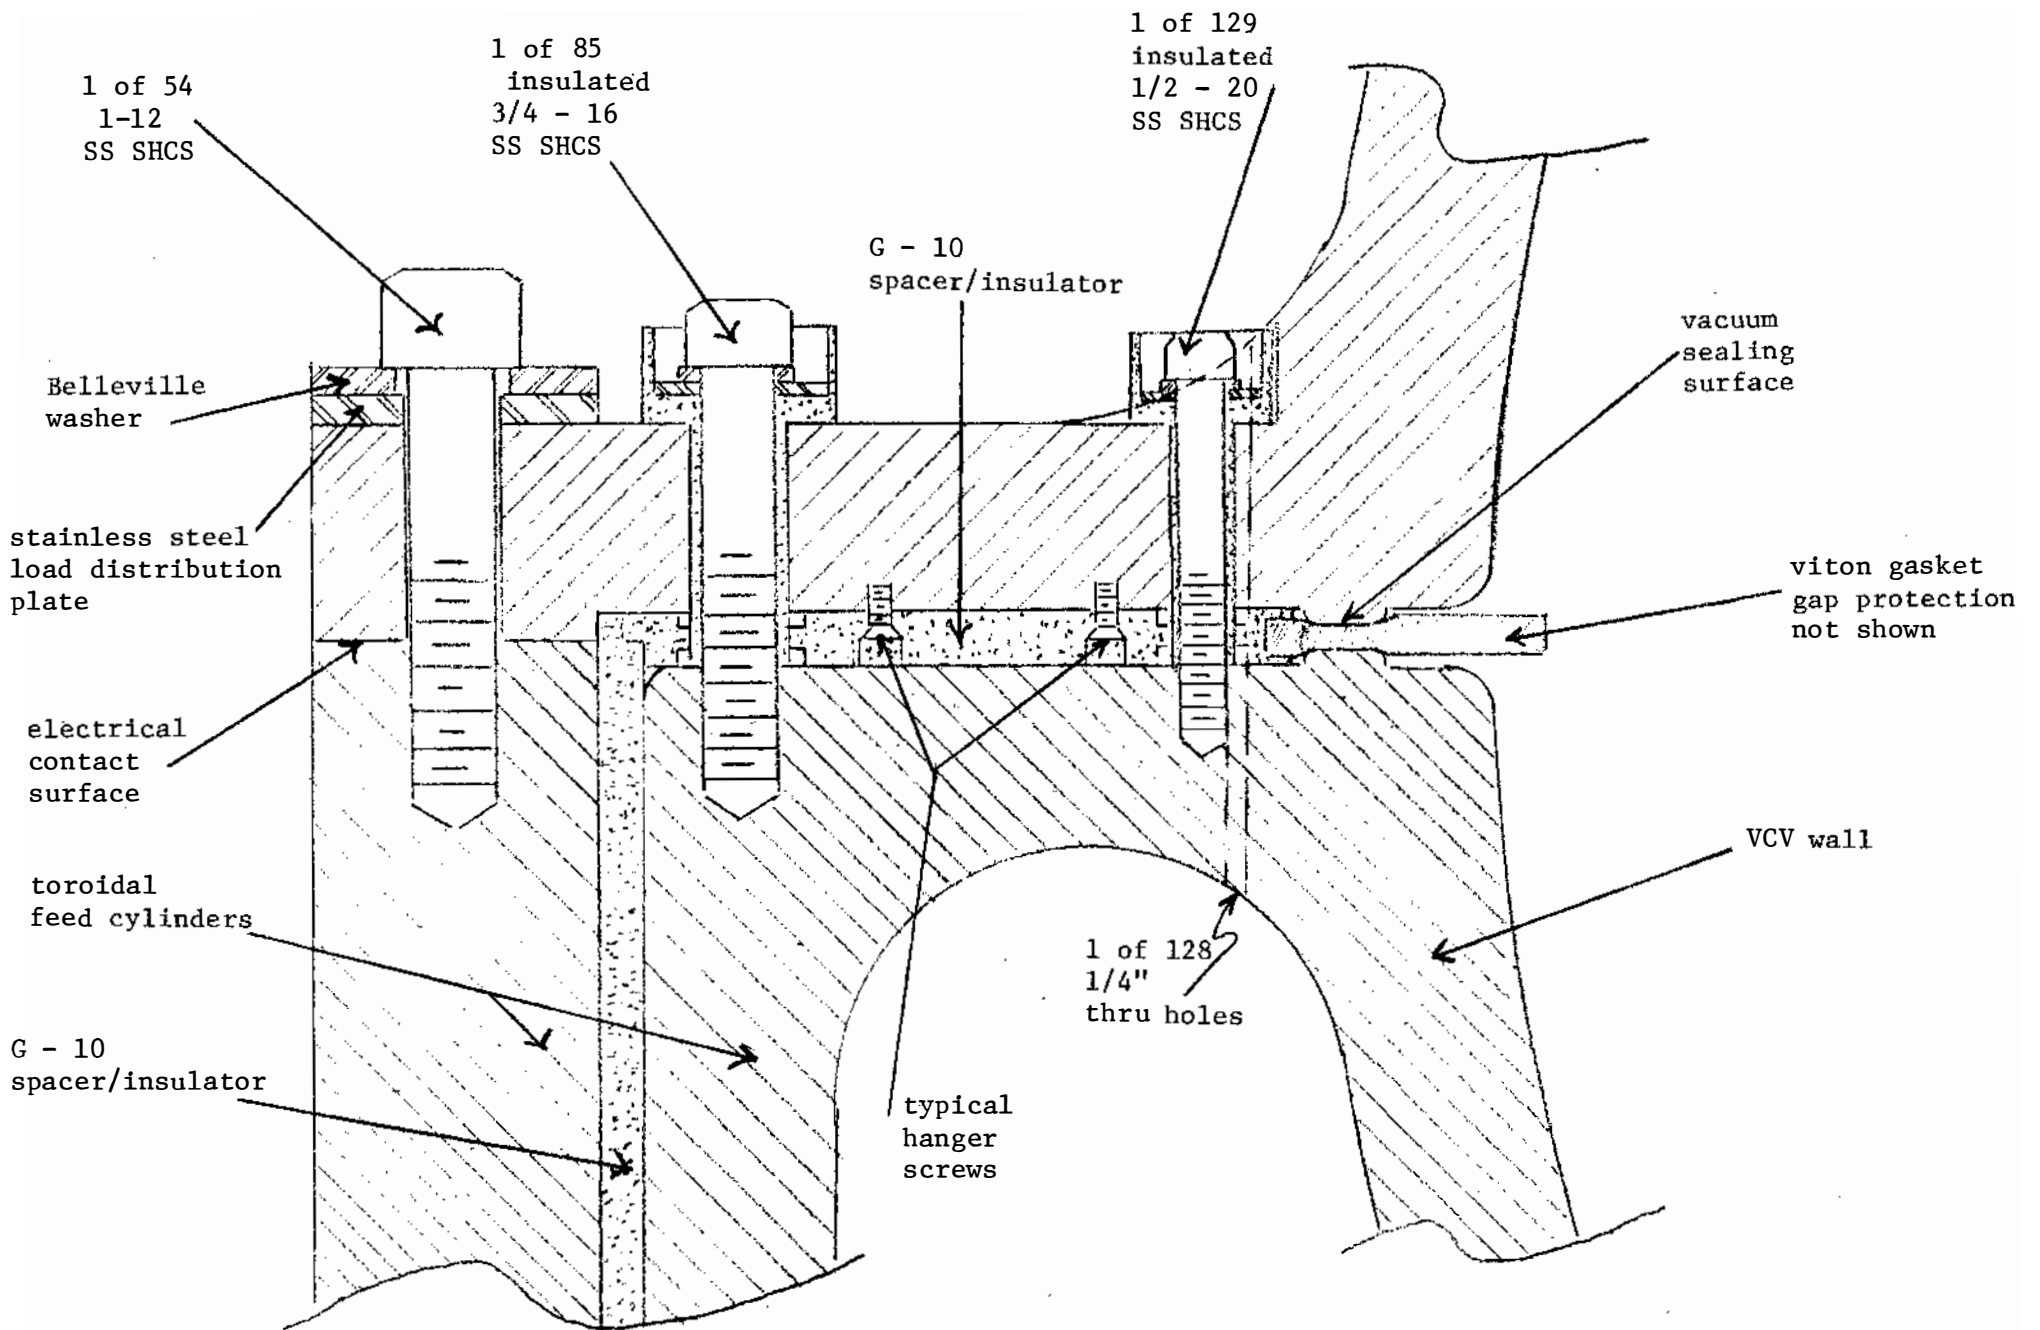 1 of 54
1-12
SS SHCS
1 of 85
insulated
3/4 - 16
SS SHCS
1 of 129
insulated
1/2 - 20
SS SHCS
G - 10
spacer/insulator
vacuum
sealing
surface
Belleville
washer
stainless steel
load distribution
plate
viton gasket
gap protection
not shown
electrical
contact
surface
VCV wall
toroidal
feed cylinders
1 of 128
1/4"
thru holes
G - 10
spacer/insulator
typical
hanger
screws